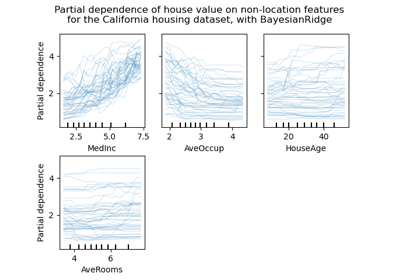 Partial dependence of house value on non-location features
for the California housing dataset, with BayesianRidge
Partial dependence
4
2
2.5 5.0 7.5
MedInc
2 3 4
AveOccup
20 40
HouseAge
Partial dependence
4
2
4 6
AveRooms